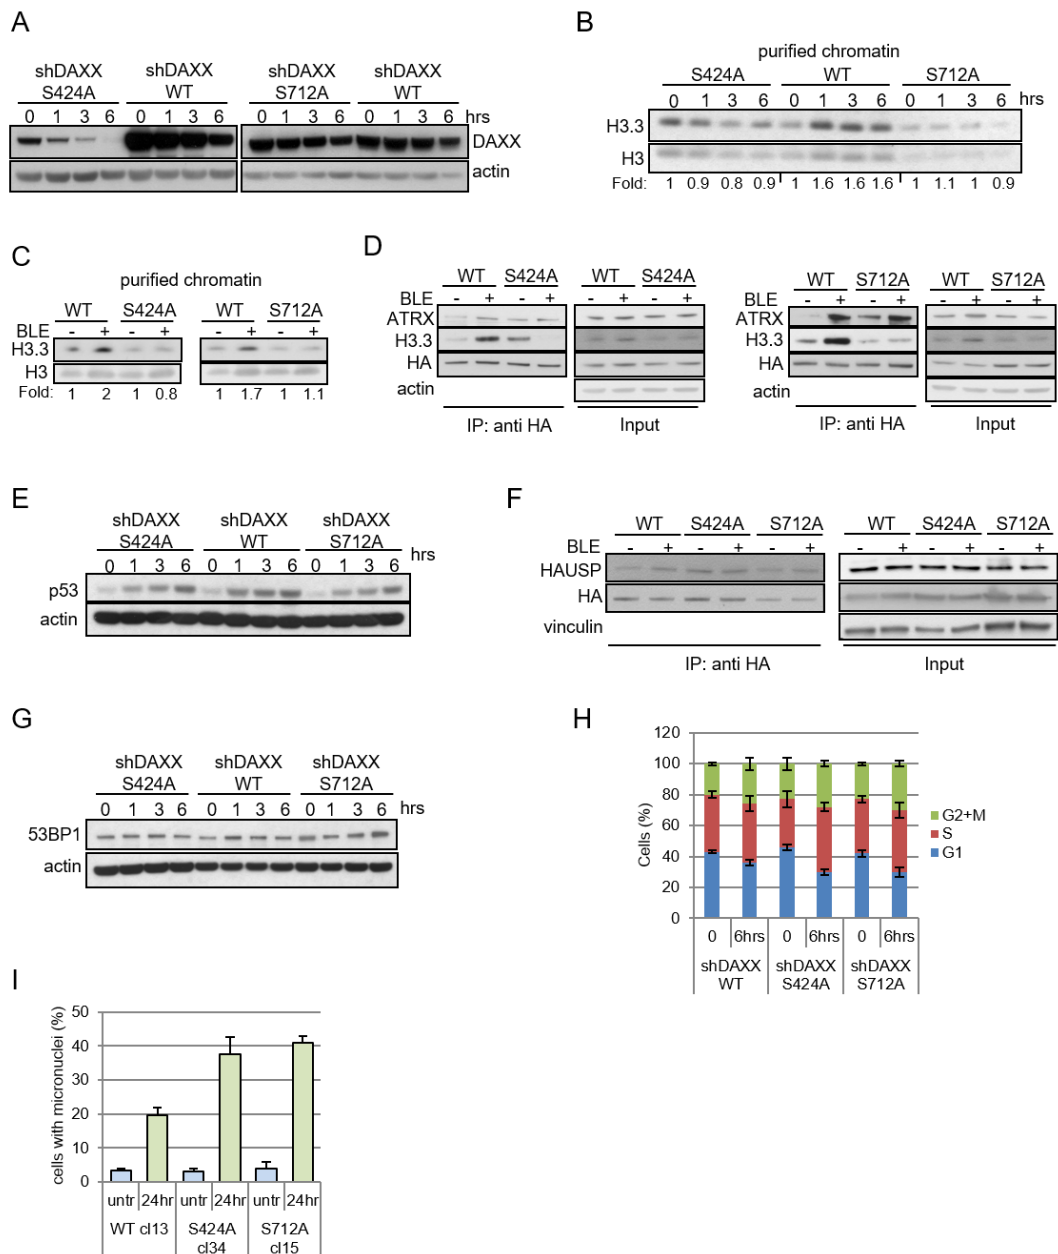 A
shDAXX S424A shDAXX WT shDAXX S712A shDAXX WT
0 1 3 6 0 1 3 6 0 1 3 6 0 1 3 6 hrs
DAXX
actin
B
purified chromatin
S424A WT S712A
0 1 3 6 0 1 3 6 0 1 3 6 hrs
H3.3
H3
Fold: 1 0.9 0.8 0.9 1 1.6 1.6 1.6 1 1.1 1 0.9
C
purified chromatin
WT S424A WT S712A
BLE - + - + - + - +
H3.3
H3
Fold: 1 2 1 0.8 1 1.7 1 1.1
D
WT S424A WT S424A
BLE - + - + - + - +
ATRX
H3.3
HA
actin
IP: anti HA Input
WT S712A WT S712A
BLE - + - + - + - +
ATRX
H3.3
HA
actin
IP: anti HA Input
E
shDAXX S424A shDAXX WT shDAXX S712A
0 1 3 6 0 1 3 6 0 1 3 6 hrs
p53
actin
F
WT S424A S712A WT S424A S712A
BLE - + - + - + - + - + - +
HAUSP
HA
vinculin
IP: anti HA Input
G
shDAXX S424A shDAXX WT shDAXX S712A
0 1 3 6 0 1 3 6 0 1 3 6 hrs
53BP1
actin
H
Cells (%)
120
100
80
60
40
20
0
G2+M
S
G1
0 6hrs 0 6hrs 0 6hrs
shDAXX WT shDAXX S424A shDAXX S712A
I
cells with micronuclei (%)
50
40
30
20
10
0
untr 24hr untr 24hr untr 24hr
WT cl13 S424A cl34 S712A cl15